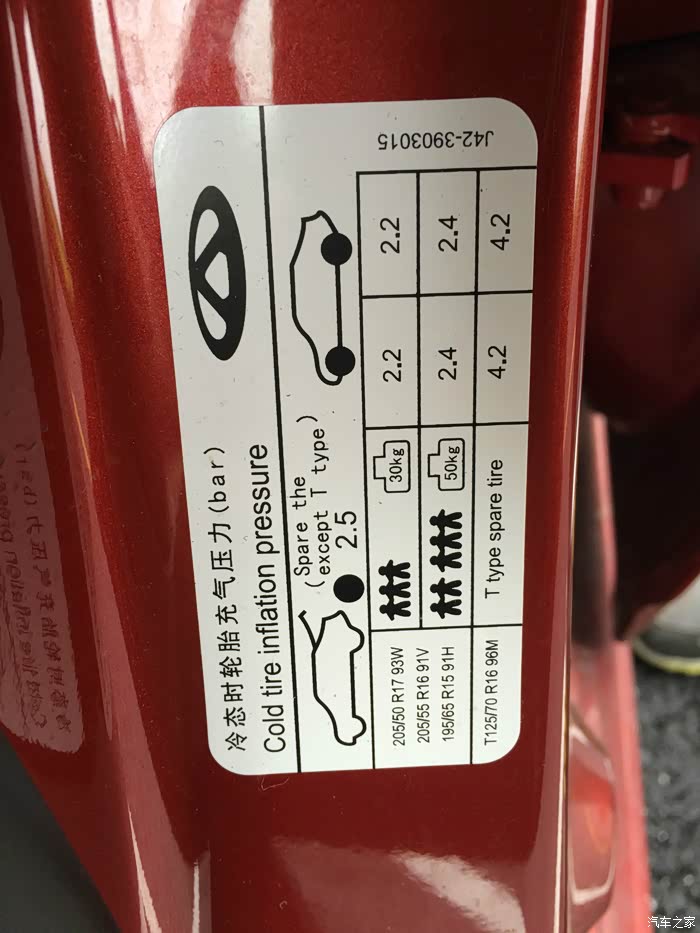 冷态时轮胎充气压力(bar)
Cold tire inflation pressure
(Spare the
except T type)
2.5
205/50 R17 93W
205/55 R16 91V
195/65 R15 91H
30kg 2.2 2.2
50kg 2.4 2.4
T125/70 R16 96M T type spare tire 4.2 4.2
J42-3903015
汽车之家